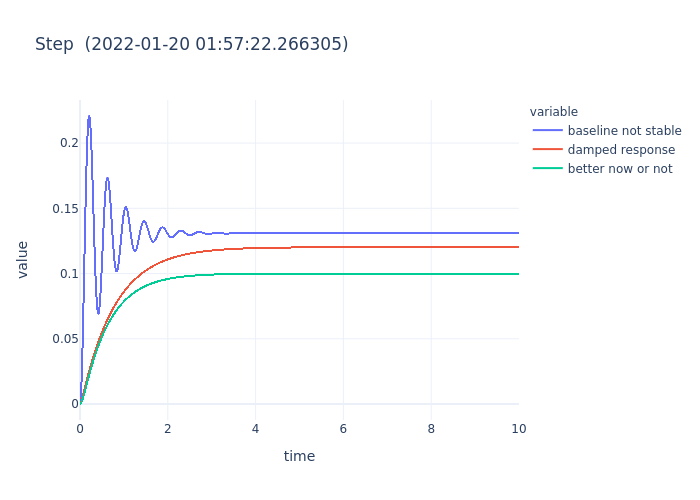 Step (2022-01-20 01:57:22.266305)
variable
baseline not stable
damped response
better now or not
value
0.2
0.15
0.1
0.05
0
0 2 4 6 8 10
time